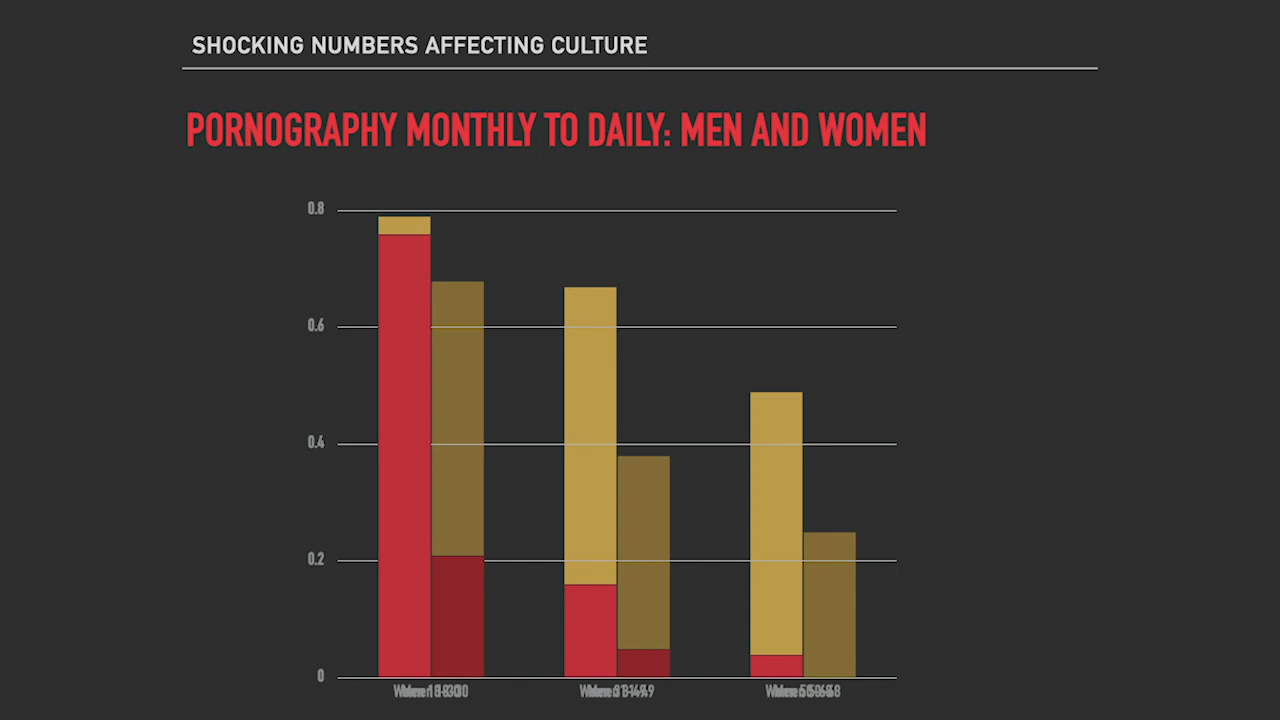 SHOCKING NUMBERS AFFECTING CULTURE
PORNOGRAPHY MONTHLY TO DAILY: MEN AND WOMEN
0.8
0.6
0.4
0.2
0